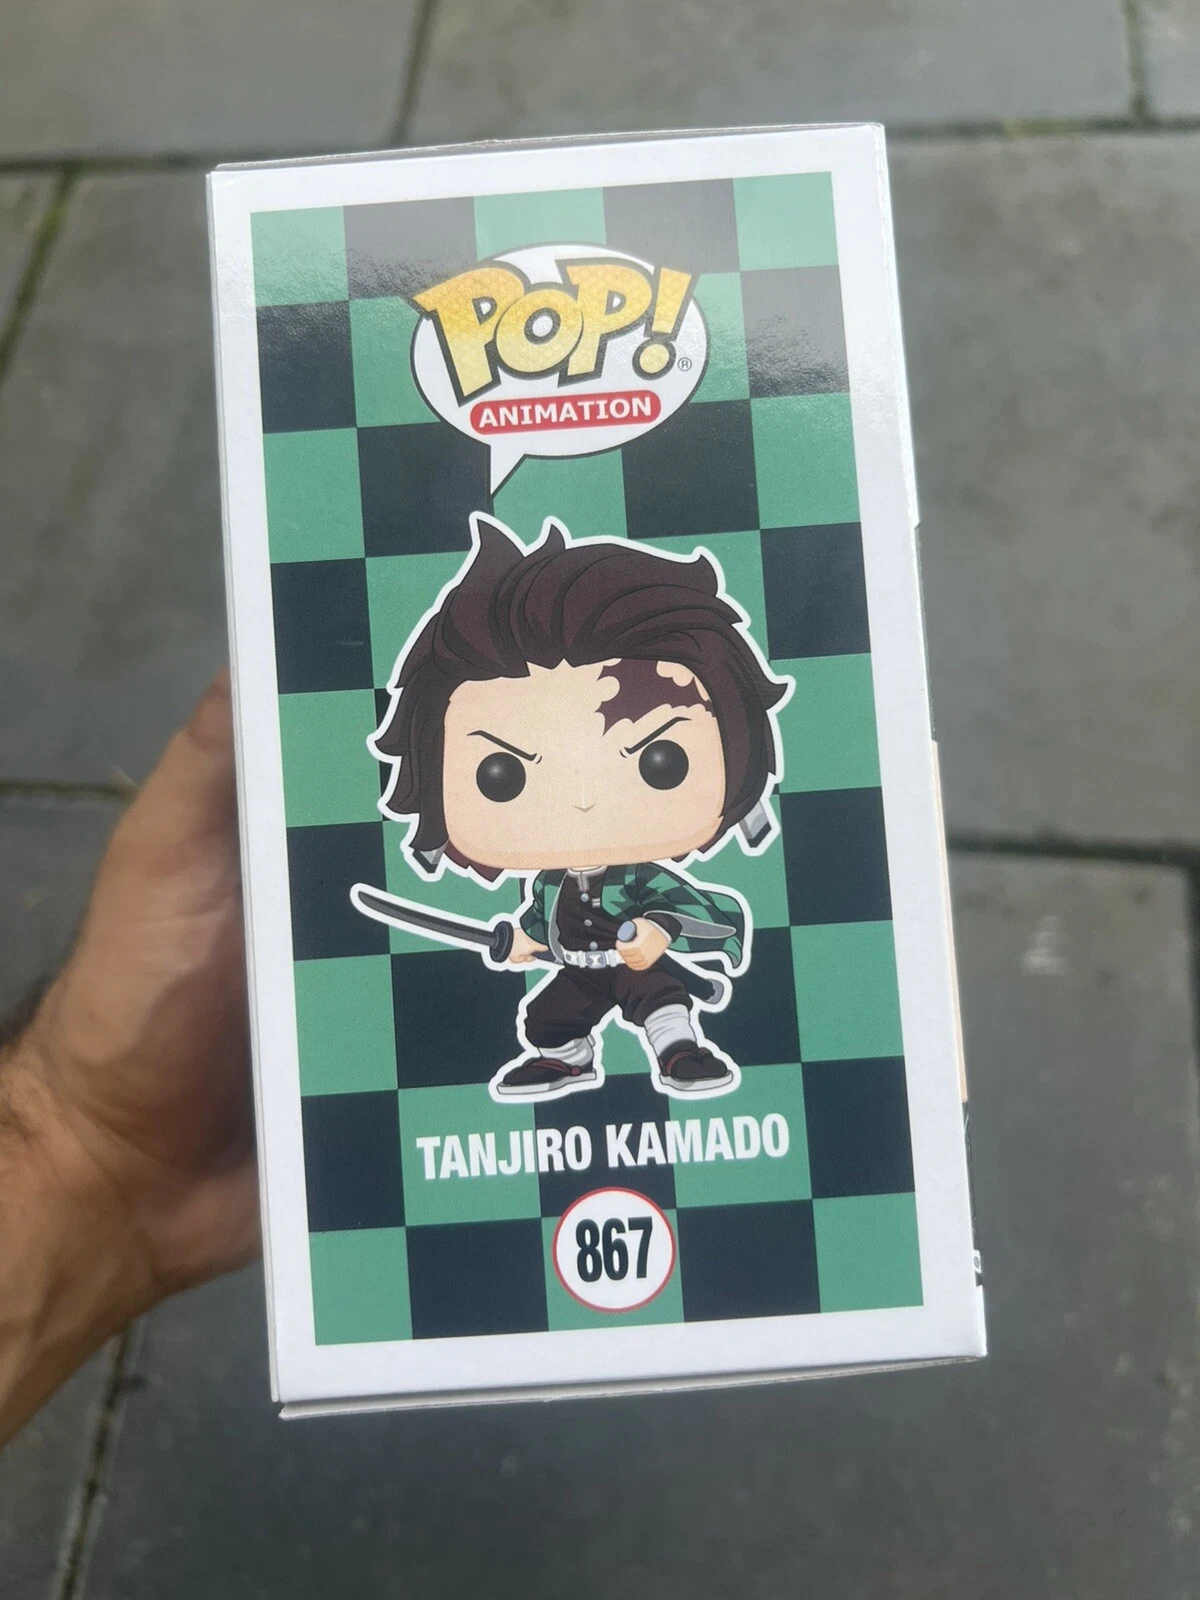 POP!®
ANIMATION
TANJIRO KAMADO
867